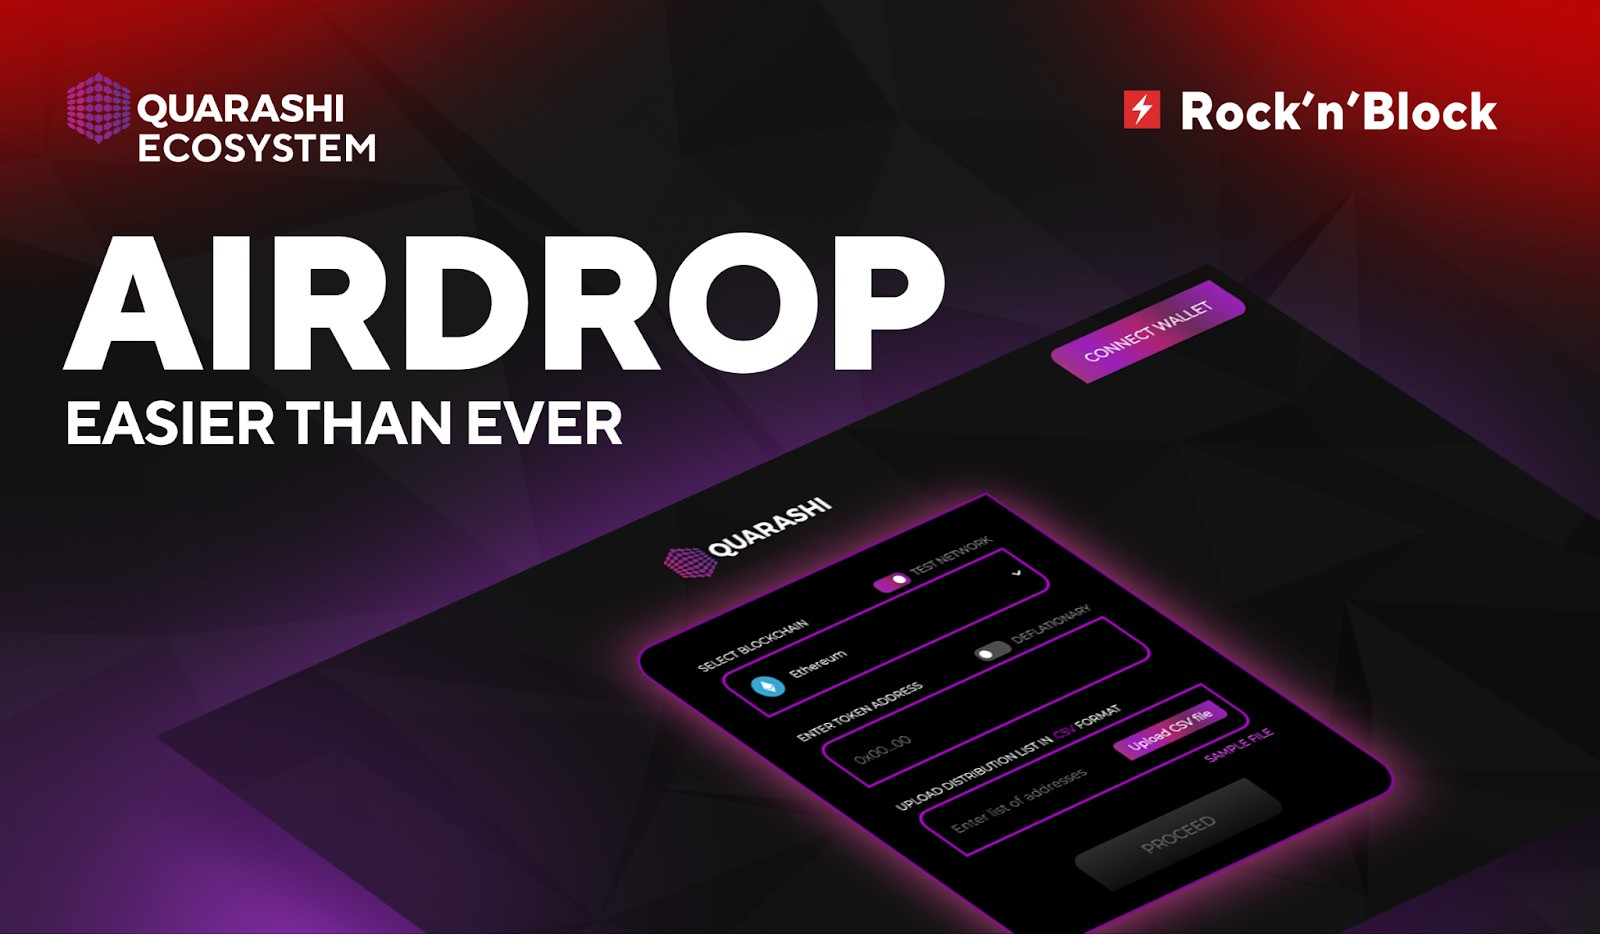 QUARASHI
ECOSYSTEM
Rock'n'Block
AIRDROP
EASIER THAN EVER
CONNECT WALLET
QUARASHI
TEST NETWORK
SELECT BLOCKCHAIN
Ethereum
DEFLATIONARY
ENTER TOKEN ADDRESS
0x00...00
UPLOAD DISTRIBUTION LIST IN CSV FORMAT
Enter list of addresses
Upload CSV file
SAMPLE FILE
PROCEED